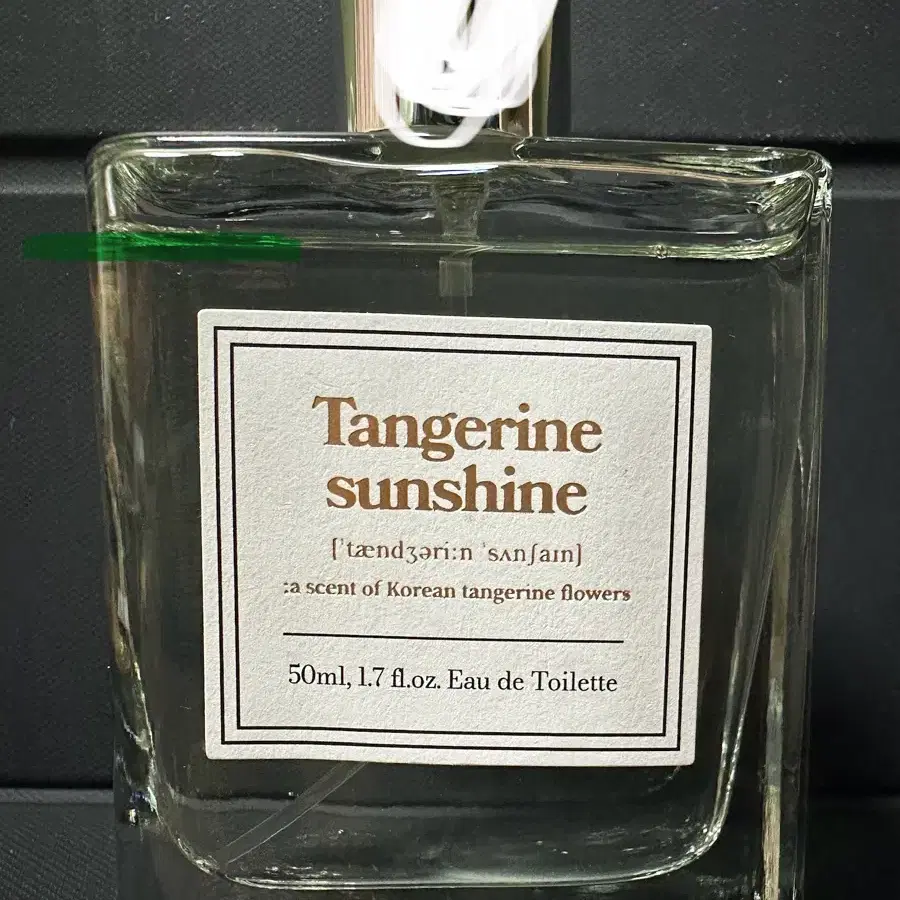 Tangerine
sunshine
[ˈtændʒəriːn ˈsʌnʃaɪn]
:a scent of Korean tangerine flowers
50ml, 1.7 fl.oz. Eau de Toilette